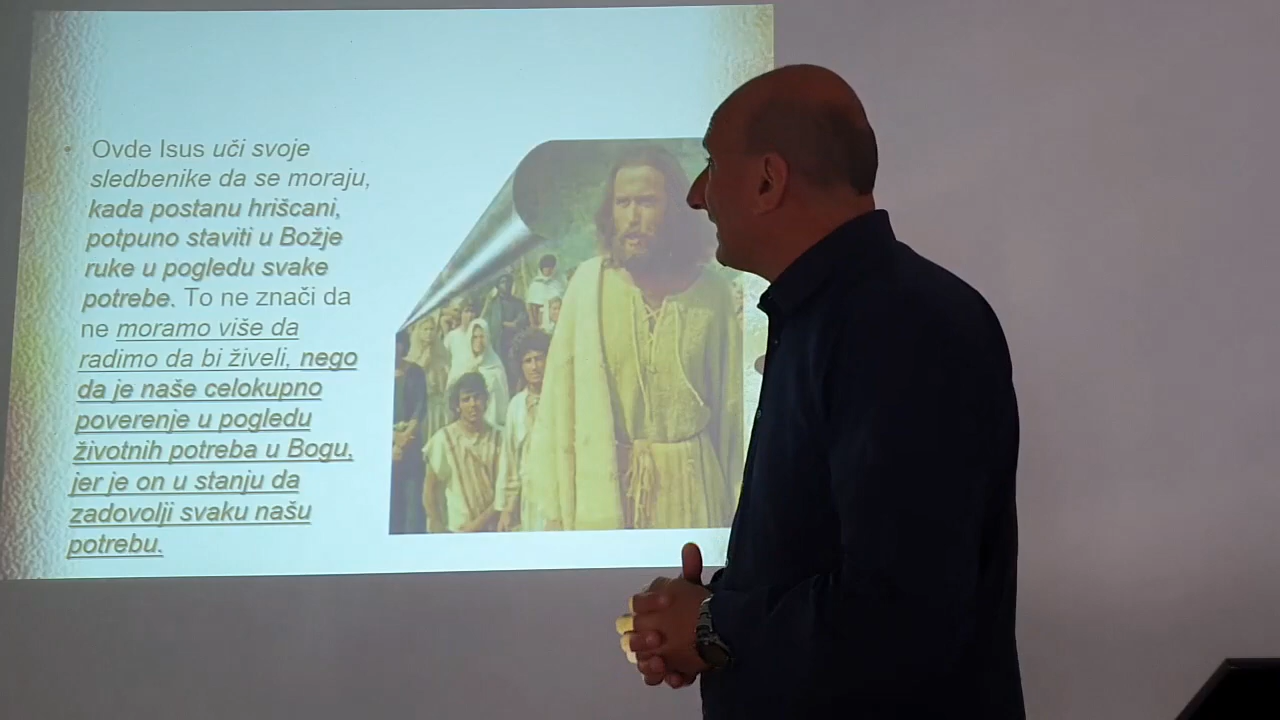 • Ovde Isus uči svoje
sledbenike da se moraju,
kada postanu hrišcani,
potpuno staviti u Božje
ruke u pogledu svake
potrebe. To ne znači da
ne moramo više da
radimo da bi živeli, nego
da je naše celokupno
poverenje u pogledu
životnih potreba u Bogu,
jer je on u stanju da
zadovolji svaku našu
potrebu.